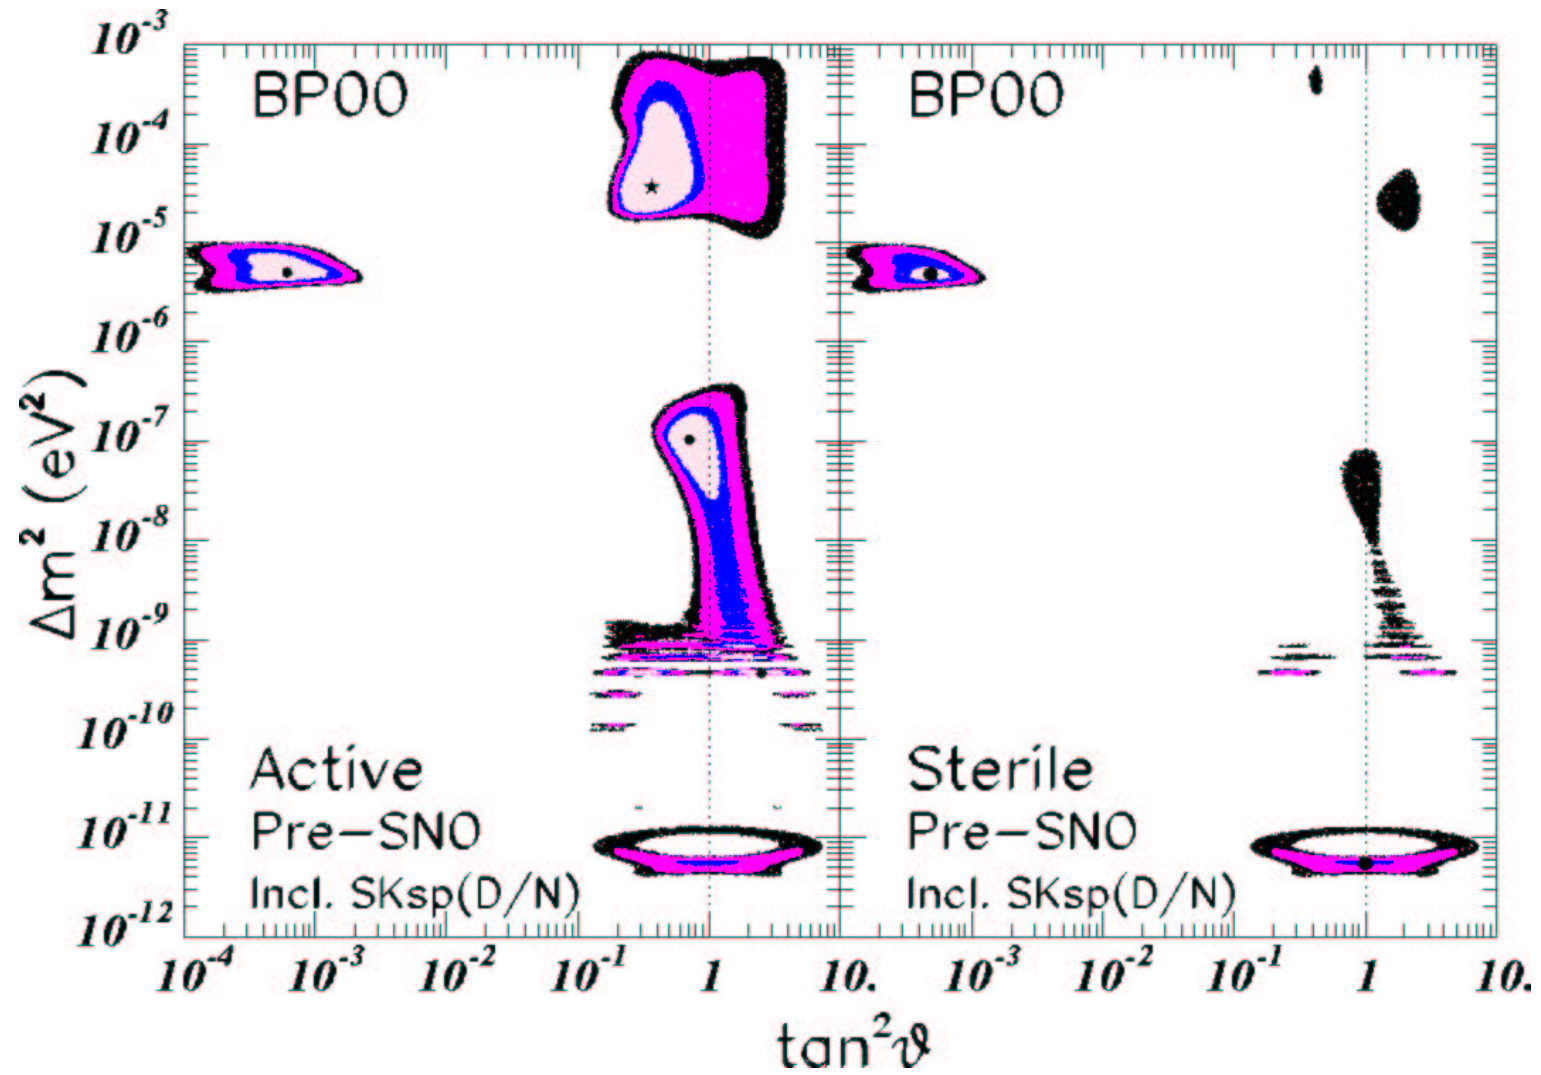 BP00
BP00
10⁻³
10⁻⁴
10⁻⁵
10⁻⁶
10⁻⁷
10⁻⁸
10⁻⁹
10⁻¹⁰
10⁻¹¹
10⁻¹²
Δm² (eV²)
Active
Pre-SNO
Incl. SKsp(D/N)
Sterile
Pre-SNO
Incl. SKsp(D/N)
10⁻⁴ 10⁻³ 10⁻² 10⁻¹ 1 10. 10⁻³ 10⁻² 10⁻¹ 1 10.
tan²ϑ